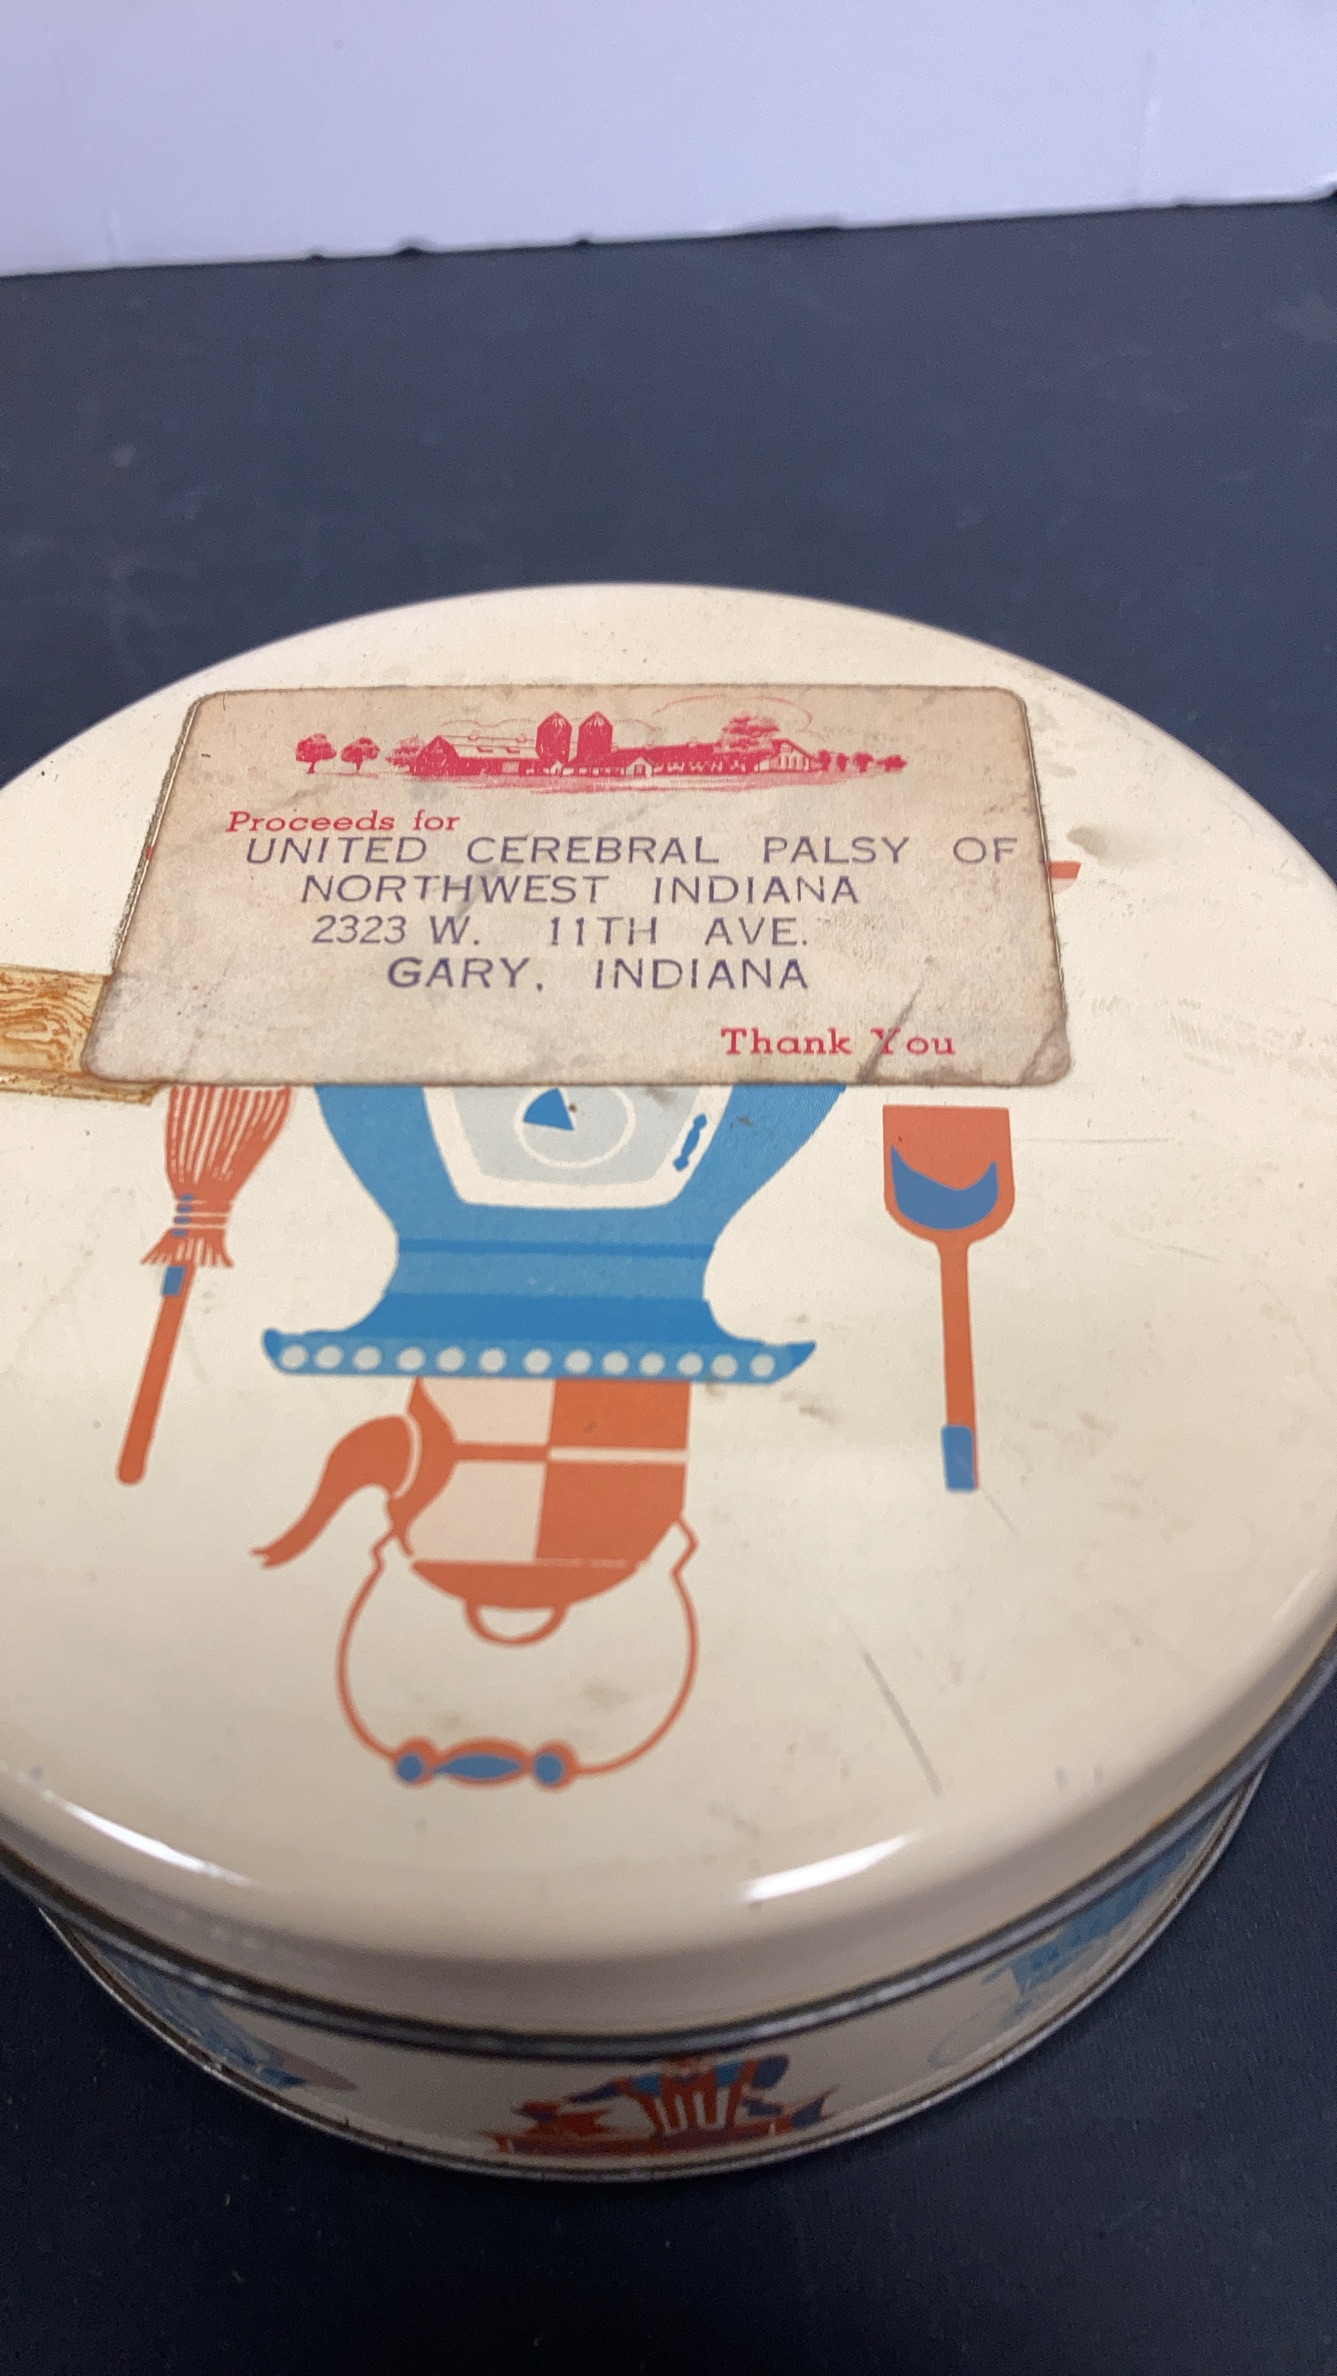 Proceeds for
UNITED CEREBRAL PALSY OF
NORTHWEST INDIANA
2323 W. 11TH AVE.
GARY, INDIANA
Thank You